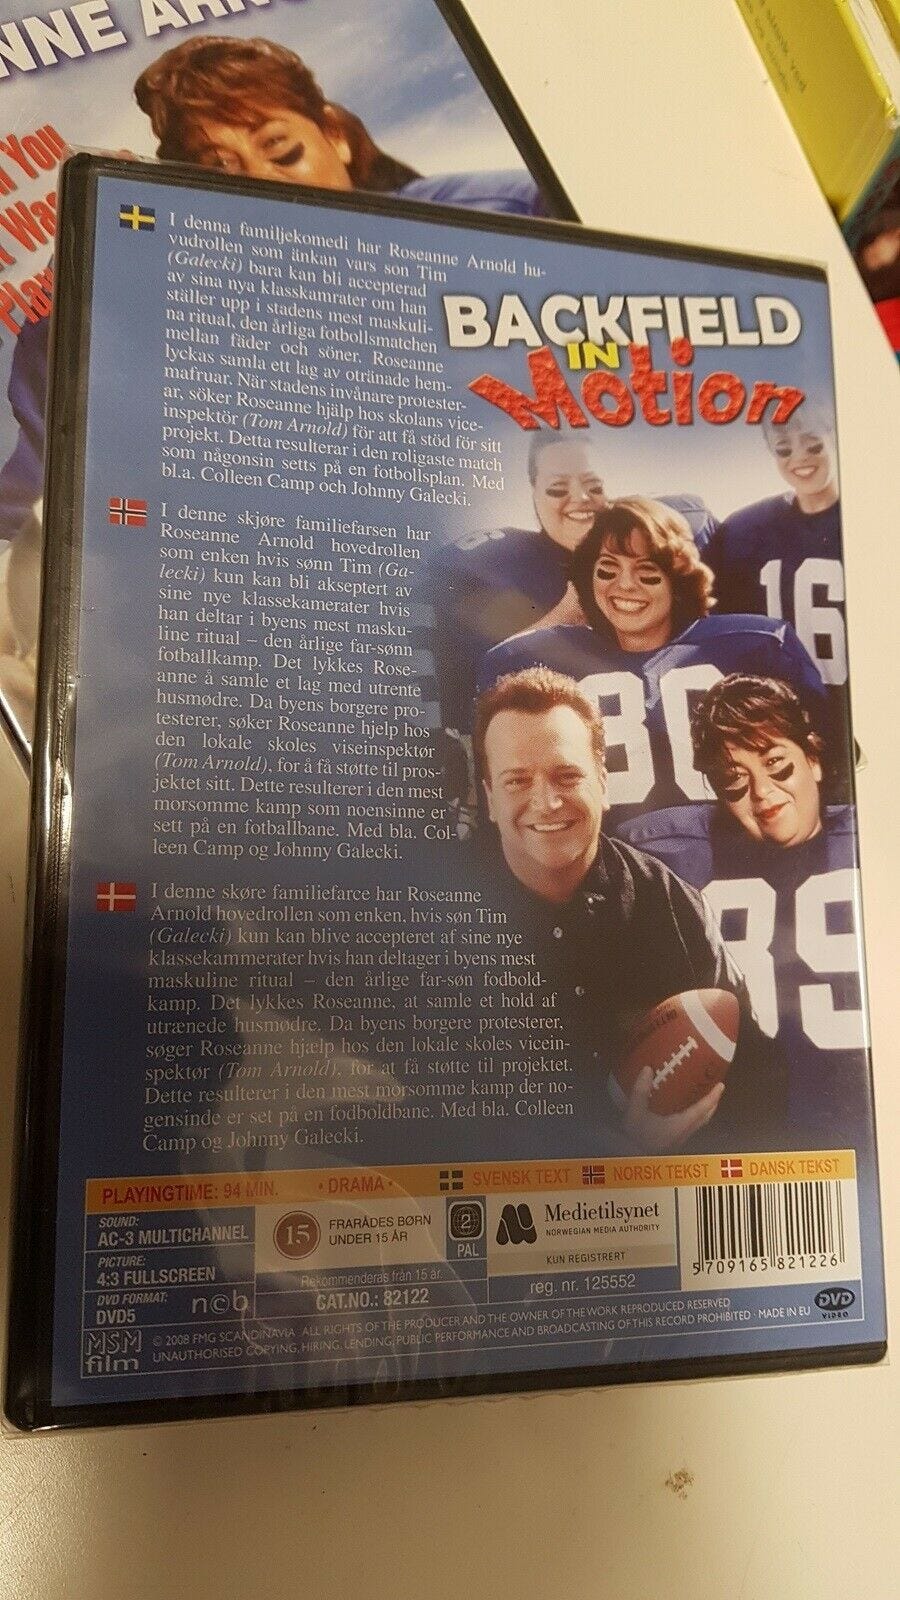 NNE ARNO
You
Wa
Play
I denna familjekomedi har Roseanne Arnold hu-
vudrollen som änkan vars son Tim
(Galecki) bara kan bli accepterad
av sina nya klasskamrater om han
ställer upp i stadens mest maskuli-
na ritual, den årliga fotbollsmatchen
mellan fäder och söner. Roseanne
lyckas samla ett lag av otränade hem-
mafruar. När stadens invånare protester-
ar, söker Roseanne hjälp hos skolans vice-
inspektör (Tom Arnold) för att få stöd för sitt
projekt. Detta resulterar i den roligaste match
som någonsin setts på en fotbollsplan. Med
bl.a. Colleen Camp och Johnny Galecki.
BACKFIELD
IN
Motion
16
80
89
I denne skjøre familiefarsen har
Roseanne Arnold hovedrollen
som enken hvis sønn Tim (Ga-
lecki) kun kan bli akseptert av
sine nye klassekamerater hvis
han deltar i byens mest masku-
line ritual – den årlige far-sønn
fotballkamp. Det lykkes Rose-
anne å samle et lag med utrente
husmødre. Da byens borgere pro-
testerer, søker Roseanne hjelp hos
den lokale skoles viseinspektør
(Tom Arnold), for å få støtte til pros-
jektet sitt. Dette resulterer i den mest
morsomme kamp som noensinne er
sett på en fotballbane. Med bla. Col-
leen Camp og Johnny Galecki.
I denne skøre familiefarce har Roseanne
Arnold hovedrollen som enken, hvis søn Tim
(Galecki) kun kan blive accepteret af sine nye
klassekammerater hvis han deltager i byens mest
maskuline ritual – den årlige far-søn fodbold-
kamp. Det lykkes Roseanne, at samle et hold af
utrænede husmødre. Da byens borgere protesterer,
søger Roseanne hjælp hos den lokale skoles vicein-
spektør (Tom Arnold), for at få støtte til projektet.
Dette resulterer i den mest morsomme kamp der no-
gensinde er set på en fodboldbane. Med bla. Colleen
Camp og Johnny Galecki.
PLAYINGTIME: 94 MIN. • DRAMA • SVENSK TEXT NORSK TEKST DANSK TEKST
SOUND:
AC-3 MULTICHANNEL
PICTURE:
4:3 FULLSCREEN
DVD FORMAT:
DVD5
ncb
15
FRARÅDES BØRN
UNDER 15 ÅR
2
PAL
Rekommenderas från 15 år.
CAT.NO.: 82122
Medietilsynet
NORWEGIAN MEDIA AUTHORITY
KUN REGISTRERT
reg. nr. 125552
5 709165 821226
DVD
VIDEO
MSM
film
© 2008 FMG SCANDINAVIA ALL RIGHTS OF THE PRODUCER AND THE OWNER OF THE WORK REPRODUCED RESERVED
UNAUTHORISED COPYING, HIRING, LENDING, PUBLIC PERFORMANCE AND BROADCASTING OF THIS RECORD PROHIBITED · MADE IN EU